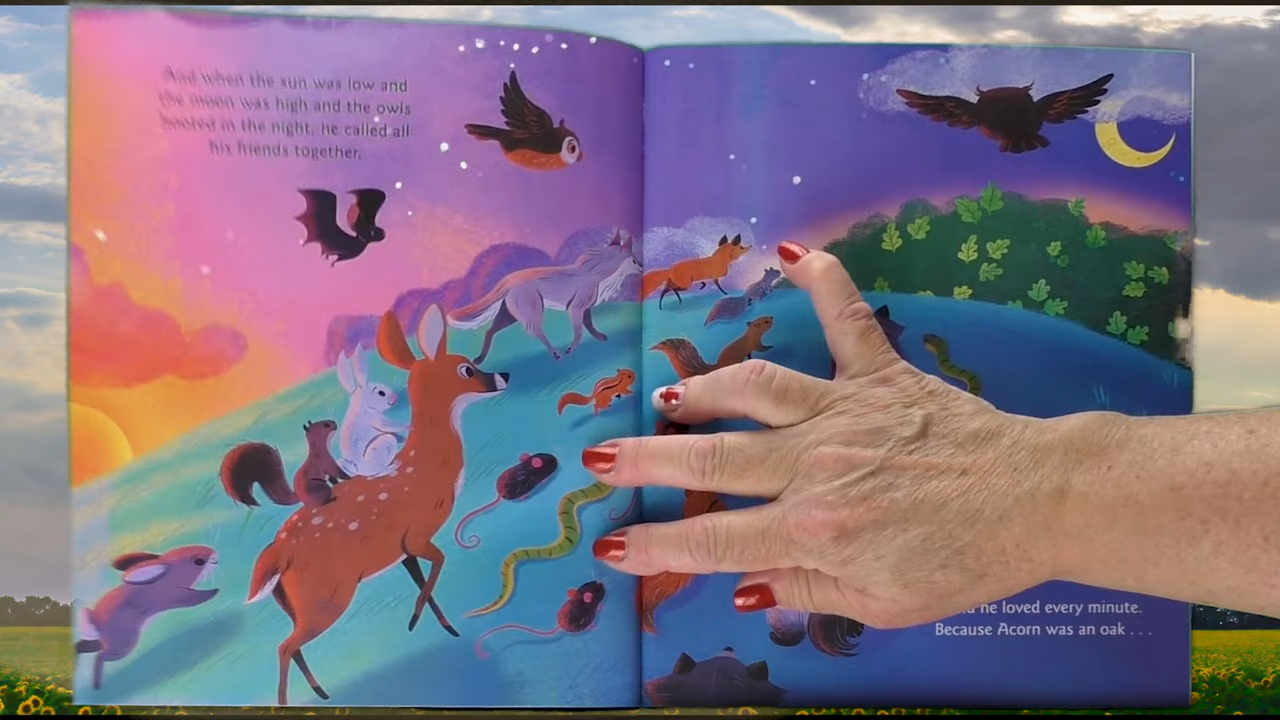 And when the sun was low and
the moon was high and the owls
hooted in the night, he called all
his friends together.
he loved every minute.
Because Acorn was an oak . . .